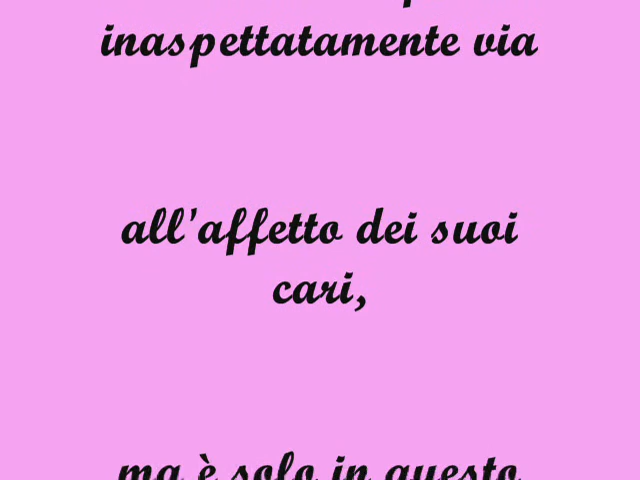 inaspettatamente via
all'affetto dei suoi
cari,
ma è solo in questo